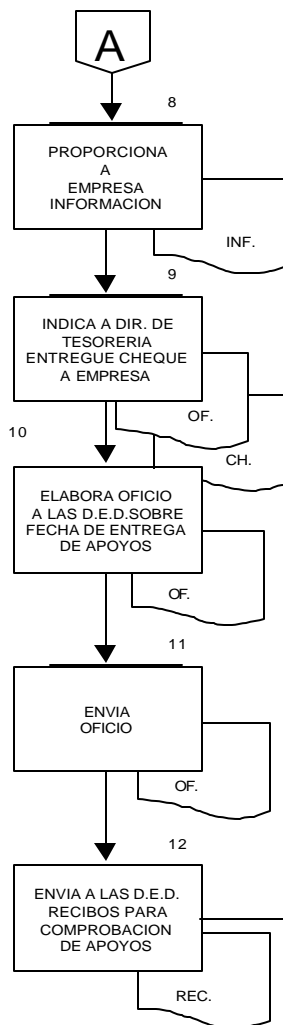 A
8
PROPORCIONA
A
EMPRESA
INFORMACION
INF.
9
INDICA A DIR. DE
TESORERIA
ENTREGUE CHEQUE
A EMPRESA
OF.
CH.
10
ELABORA OFICIO
A LAS D.E.D.SOBRE
FECHA DE ENTREGA
DE APOYOS
OF.
11
ENVIA
OFICIO
OF.
12
ENVIA A LAS D.E.D.
RECIBOS PARA
COMPROBACION
DE APOYOS
REC.